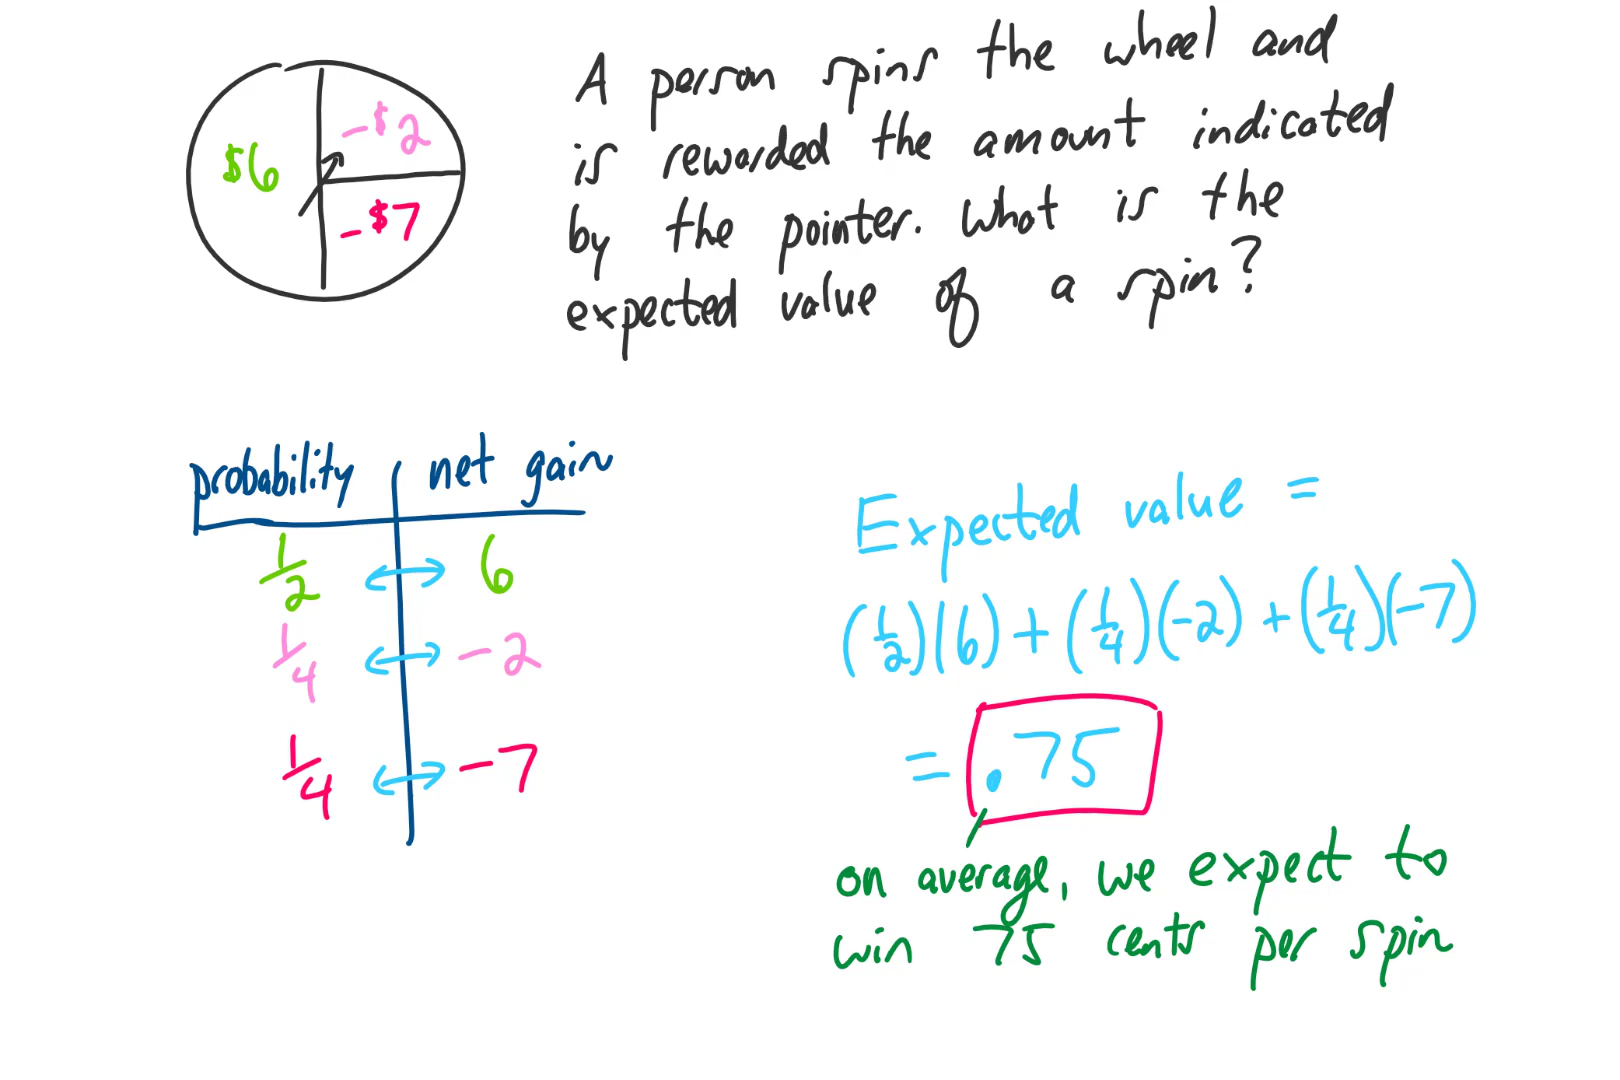 $6
-$2
-$7
A person spins the wheel and
is rewarded the amount indicated
by the pointer. What is the
expected value of a spin?
probability net gain
1/2 6
1/4 -2
1/4 -7
Expected value =
(1/2)(6) + (1/4)(-2) + (1/4)(-7)
= .75
on average, we expect to
win 75 cents per spin